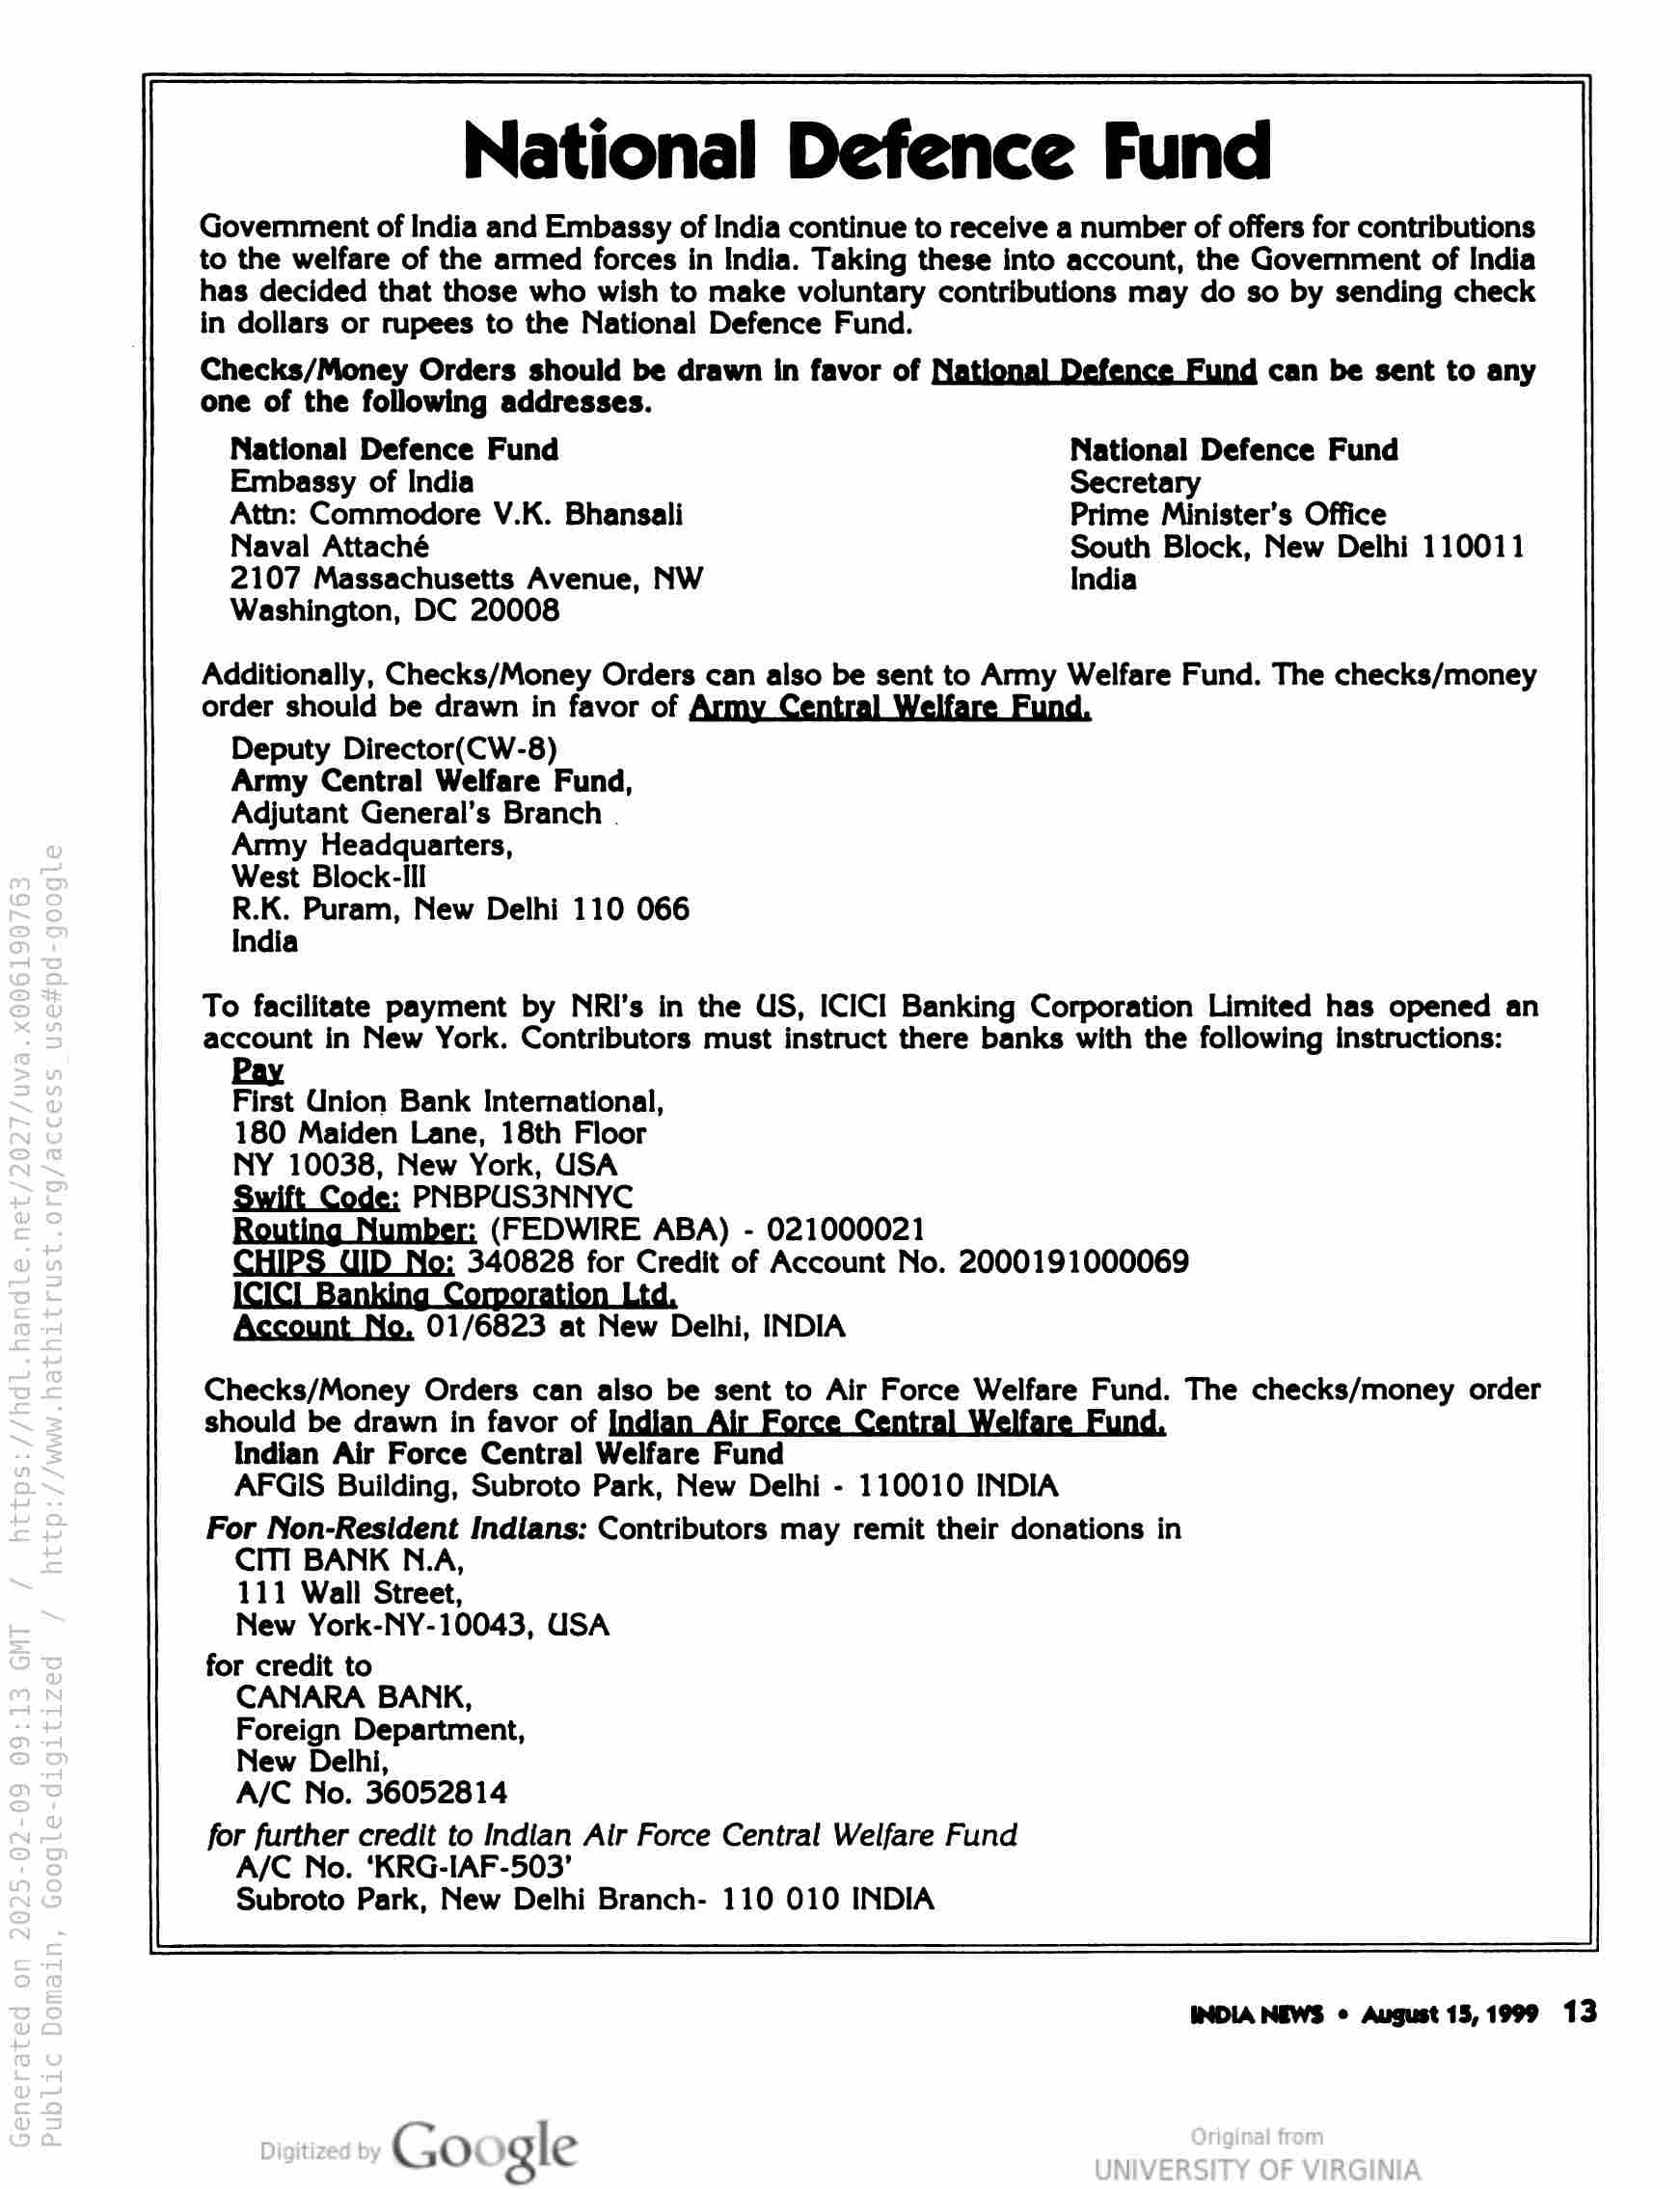 National Defence Fund
Government of India and Embassy of India continue to receive a number of offers for contributions
to the welfare of the armed forces in India. Taking these into account, the Government of India
has decided that those who wish to make voluntary contributions may do so by sending check
in dollars or rupees to the National Defence Fund.
Checks/Money Orders should be drawn in favor of National Defence Fund can be sent to any
one of the following addresses.
National Defence Fund
Embassy of India
Attn: Commodore V.K. Bhansali
Naval Attaché
2107 Massachusetts Avenue, NW
Washington, DC 20008
National Defence Fund
Secretary
Prime Minister's Office
South Block, New Delhi 110011
India
Additionally, Checks/Money Orders can also be sent to Army Welfare Fund. The checks/money
order should be drawn in favor of Army Central Welfare Fund.
Deputy Director(CW-8)
Army Central Welfare Fund,
Adjutant General's Branch
Army Headquarters,
West Block-III
R.K. Puram, New Delhi 110 066
India
To facilitate payment by NRI's in the US, ICICI Banking Corporation Limited has opened an
account in New York. Contributors must instruct there banks with the following instructions:
Pay
First Union Bank International,
180 Maiden Lane, 18th Floor
NY 10038, New York, USA
Swift Code: PNBPUS3NNYC
Routing Number: (FEDWIRE ABA) - 021000021
CHIPS UID No: 340828 for Credit of Account No. 2000191000069
ICICI Banking Corporation Ltd.
Account No. 01/6823 at New Delhi, INDIA
Checks/Money Orders can also be sent to Air Force Welfare Fund. The checks/money order
should be drawn in favor of Indian Air Force Central Welfare Fund.
Indian Air Force Central Welfare Fund
AFGIS Building, Subroto Park, New Delhi - 110010 INDIA
For Non-Resident Indians: Contributors may remit their donations in
CITI BANK N.A,
111 Wall Street,
New York-NY-10043, USA
for credit to
CANARA BANK,
Foreign Department,
New Delhi,
A/C No. 36052814
for further credit to Indian Air Force Central Welfare Fund
A/C No. 'KRG-IAF-503'
Subroto Park, New Delhi Branch- 110 010 INDIA
INDIA NEWS • August 15, 1999 13
Generated on 2025-02-09 09:13 GMT / https://hdl.handle.net/2027/uva.x006190763
Public Domain, Google-digitized / http://www.hathitrust.org/access_use#pd-google
Digitized by Google
Original from
UNIVERSITY OF VIRGINIA